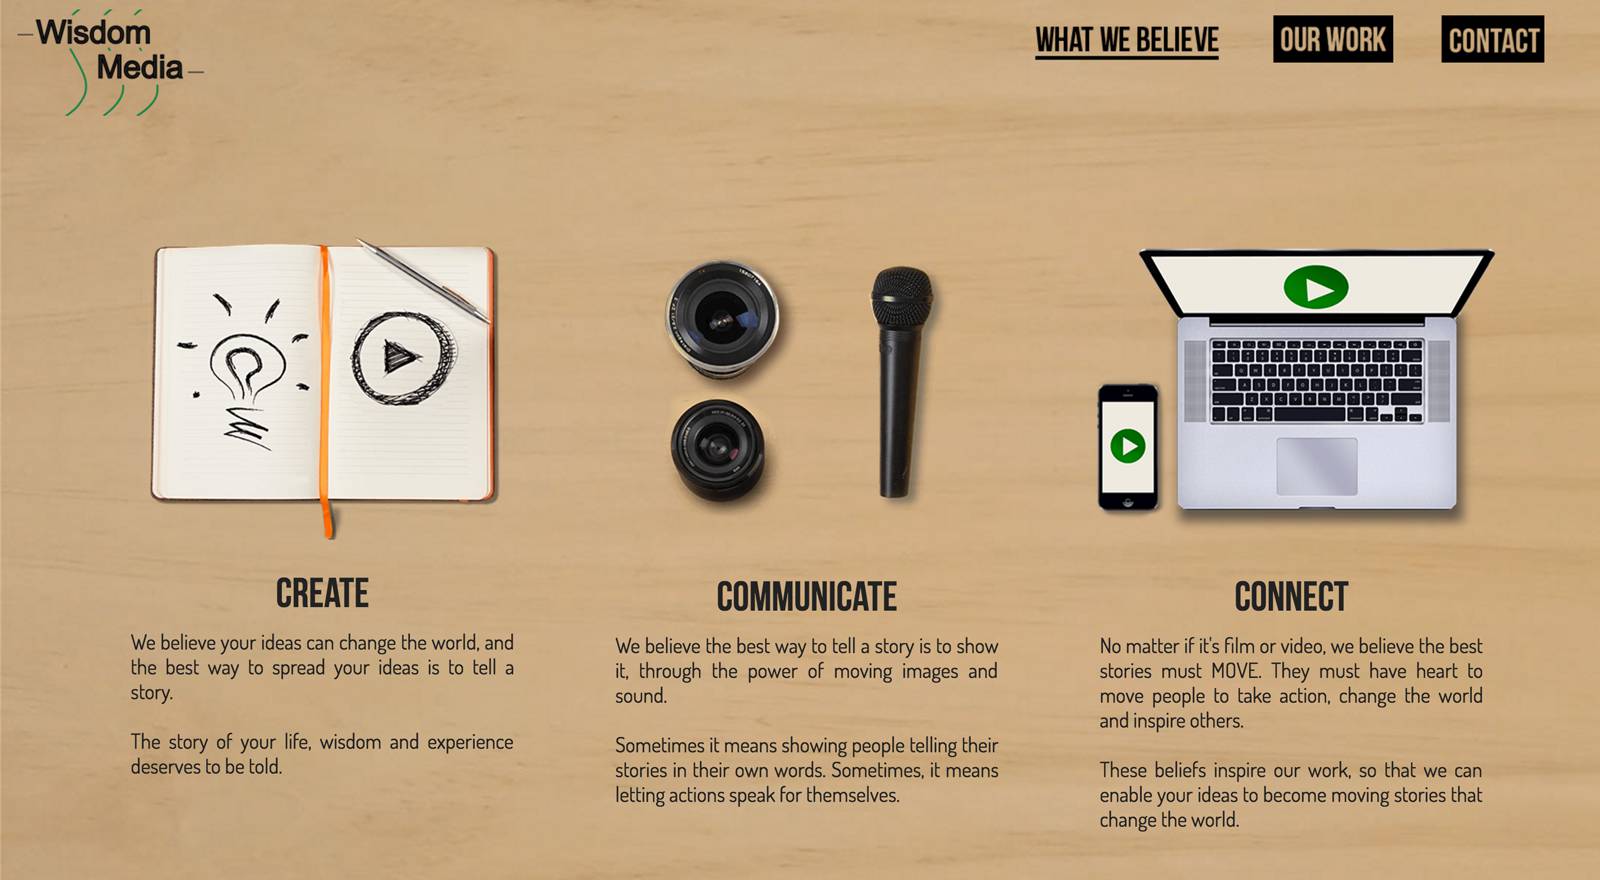 Wisdom
Media
WHAT WE BELIEVE
OUR WORK
CONTACT
CREATE
We believe your ideas can change the world, and
the best way to spread your ideas is to tell a
story.
The story of your life, wisdom and experience
deserves to be told.
COMMUNICATE
We believe the best way to tell a story is to show
it, through the power of moving images and
sound.
Sometimes it means showing people telling their
stories in their own words. Sometimes, it means
letting actions speak for themselves.
CONNECT
No matter if it's film or video, we believe the best
stories must MOVE. They must have heart to
move people to take action, change the world
and inspire others.
These beliefs inspire our work, so that we can
enable your ideas to become moving stories that
change the world.